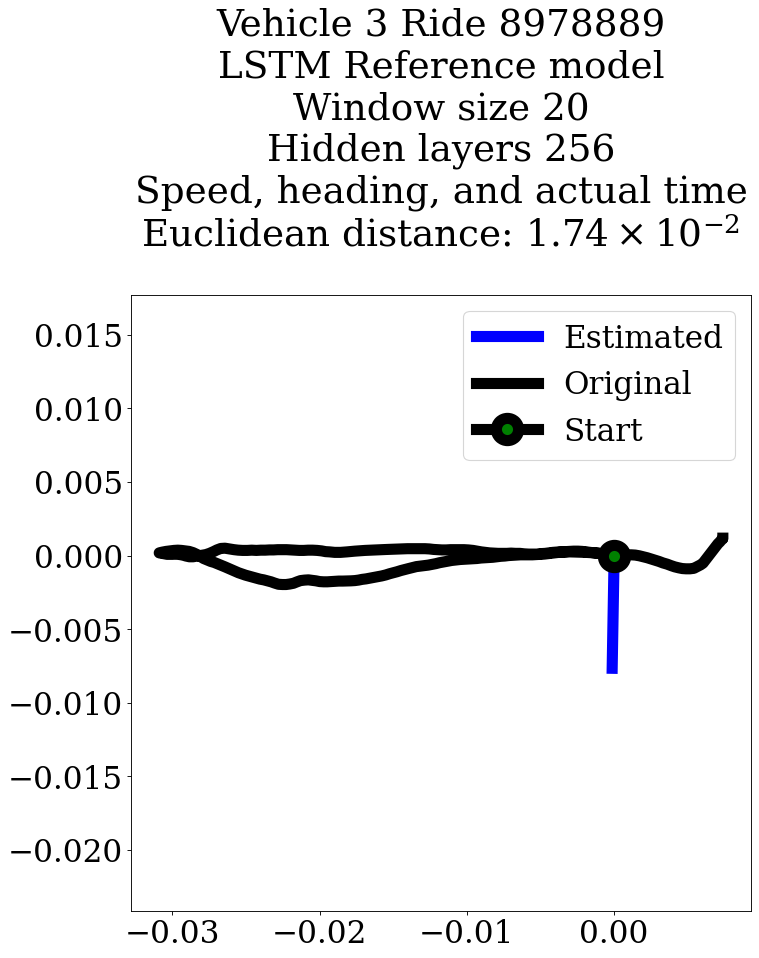 Vehicle 3 Ride 8978889
LSTM Reference model
Window size 20
Hidden layers 256
Speed, heading, and actual time
Euclidean distance: 1.74 × 10⁻²
Estimated
Original
Start
0.015
0.010
0.005
0.000
−0.005
−0.010
−0.015
−0.020
−0.03 −0.02 −0.01 0.00